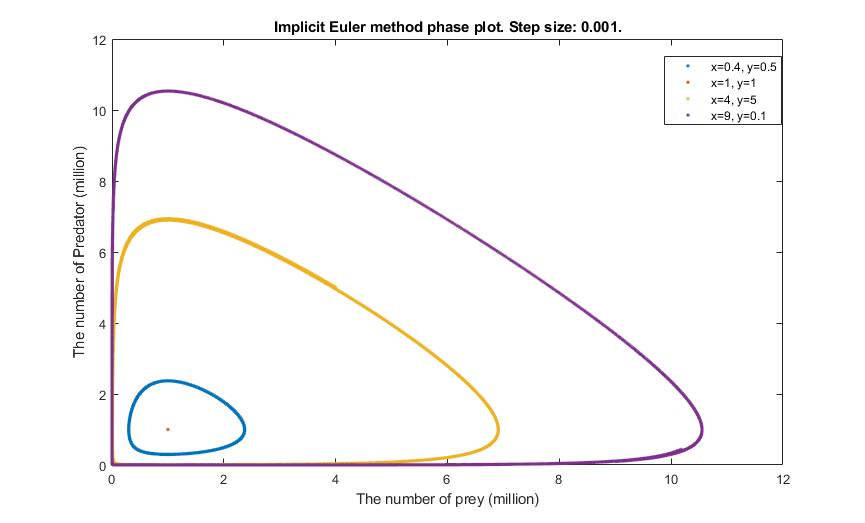 Implicit Euler method phase plot. Step size: 0.001.
12
10
8
6
4
2
0
The number of Predator (million)
x=0.4, y=0.5
x=1, y=1
x=4, y=5
x=9, y=0.1
0 2 4 6 8 10 12
The number of prey (million)